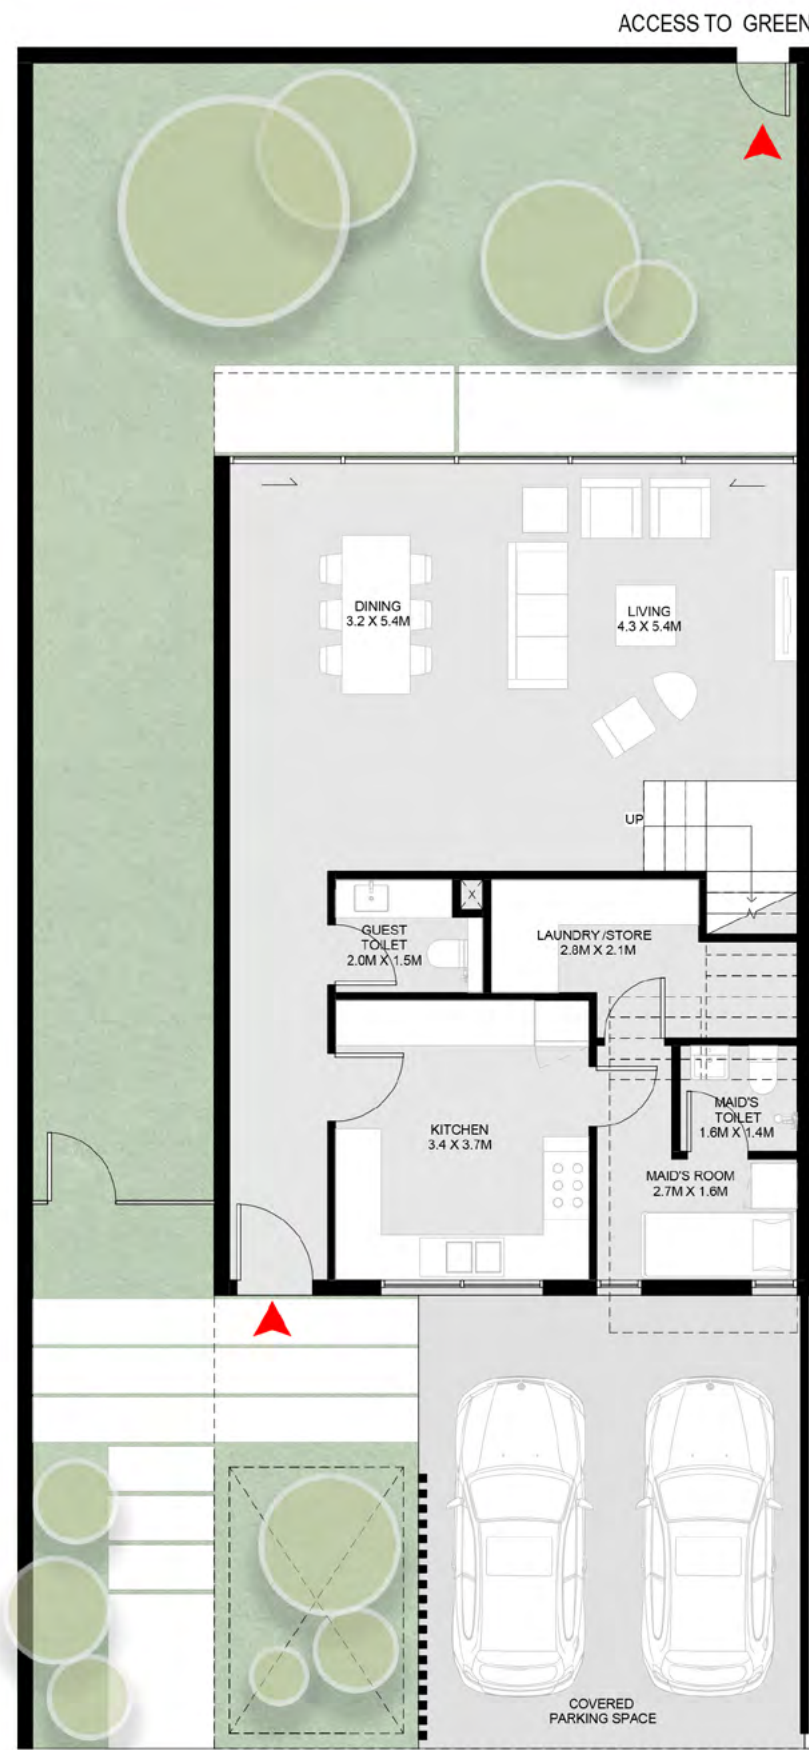 ACCESS TO GREEN
DINING
3.2 X 5.4M
LIVING
4.3 X 5.4M
UP
X
GUEST
TOILET
2.0M X 1.5M
LAUNDRY/STORE
2.8M X 2.1M
MAID'S
TOILET
1.6M X 1.4M
KITCHEN
3.4 X 3.7M
MAID'S ROOM
2.7M X 1.6M
COVERED
PARKING SPACE